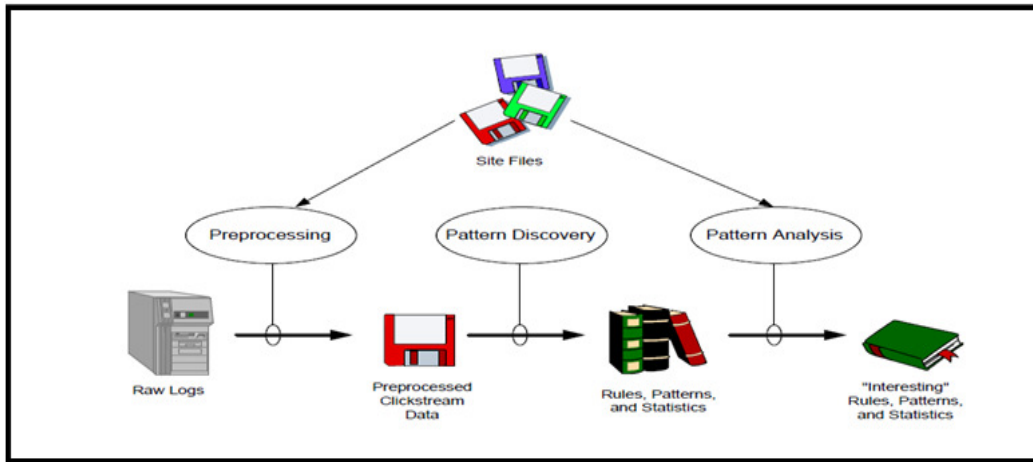 Site Files
Preprocessing
Pattern Discovery
Pattern Analysis
Raw Logs
Preprocessed
Clickstream
Data
Rules, Patterns,
and Statistics
"Interesting"
Rules, Patterns,
and Statistics